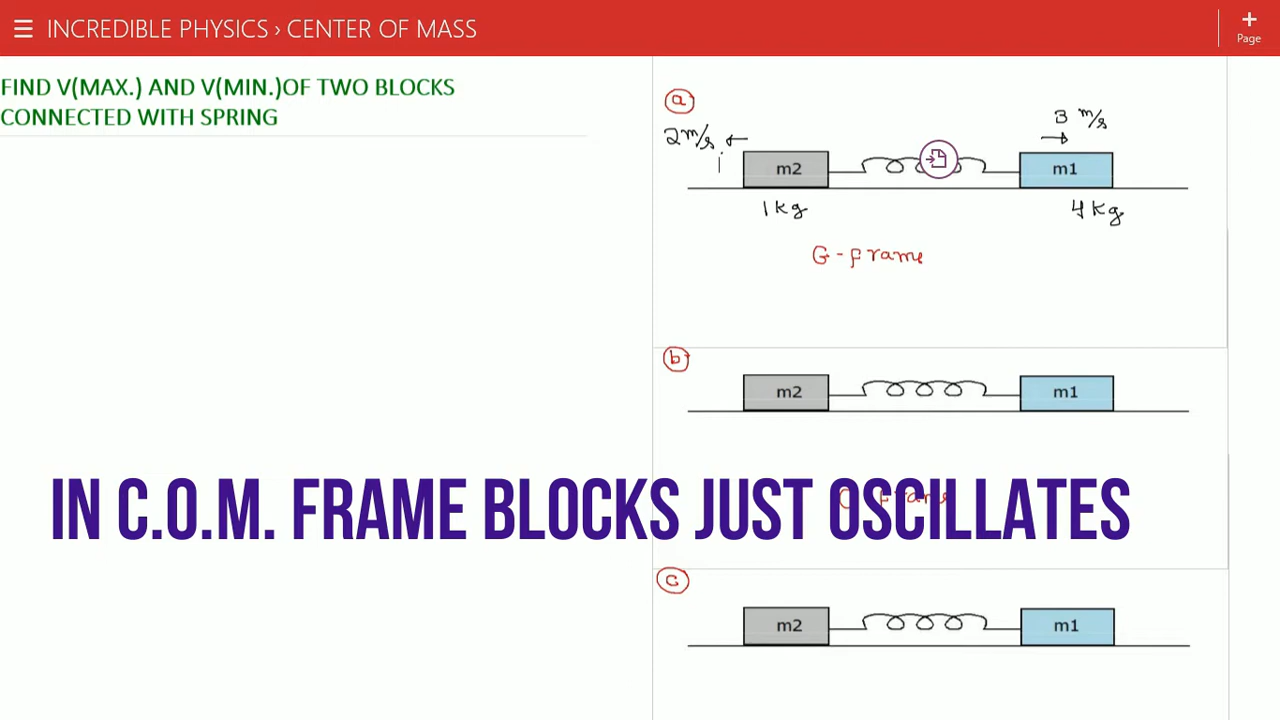 ☰ INCREDIBLE PHYSICS › CENTER OF MASS
+
Page
FIND V(MAX.) AND V(MIN.)OF TWO BLOCKS
CONNECTED WITH SPRING
a
2m/s ←
3 m/s
→
m2
m1
1kg
4kg
G-frame
b
m2
m1
IN C.O.M. FRAME BLOCKS JUST OSCILLATES
c
m2
m1